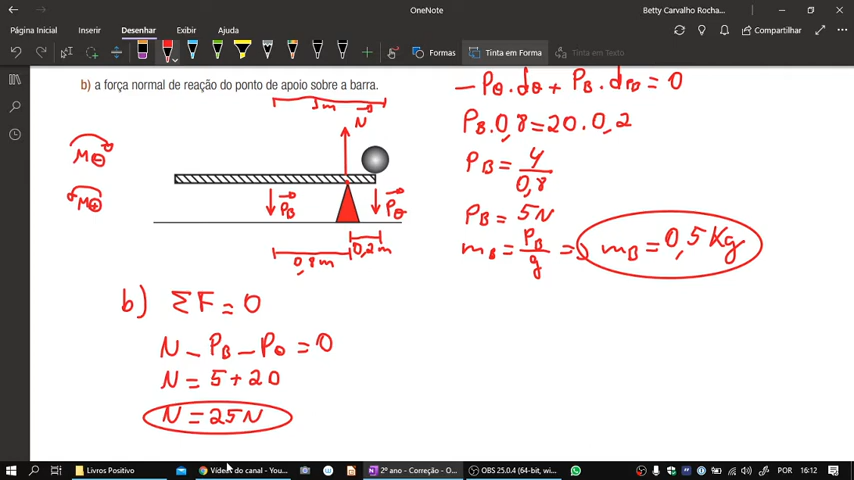 OneNote
Betty Carvalho Rocha...
Página Inicial
Inserir
Desenhar
Exibir
Ajuda
Compartilhar
Formas
Tinta em Forma
Tinta em Texto
b) a força normal de reação do ponto de apoio sobre a barra.
N
M⊖
M⊕
PB
Pθ
0,8m
0,2m
b) ΣF = 0
N - PB - Pθ = 0
N = 5 + 20
N = 25N
- Pθ.dθ + PB.dPB = 0
PB.0,8 = 20.0,2
PB = 4/0,8
PB = 5N
mB = PB/g => mB = 0,5 Kg
Livros Positivo
Vídeos do canal - You...
2º ano - Correção - O...
OBS 25.0.4 (64-bit, wi...
POR
16:12